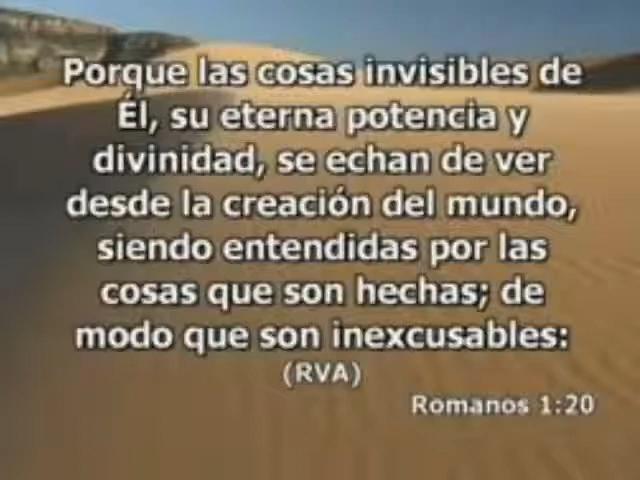 Porque las cosas invisibles de
Él, su eterna potencia y
divinidad, se echan de ver
desde la creación del mundo,
siendo entendidas por las
cosas que son hechas; de
modo que son inexcusables:
(RVA)
Romanos 1:20